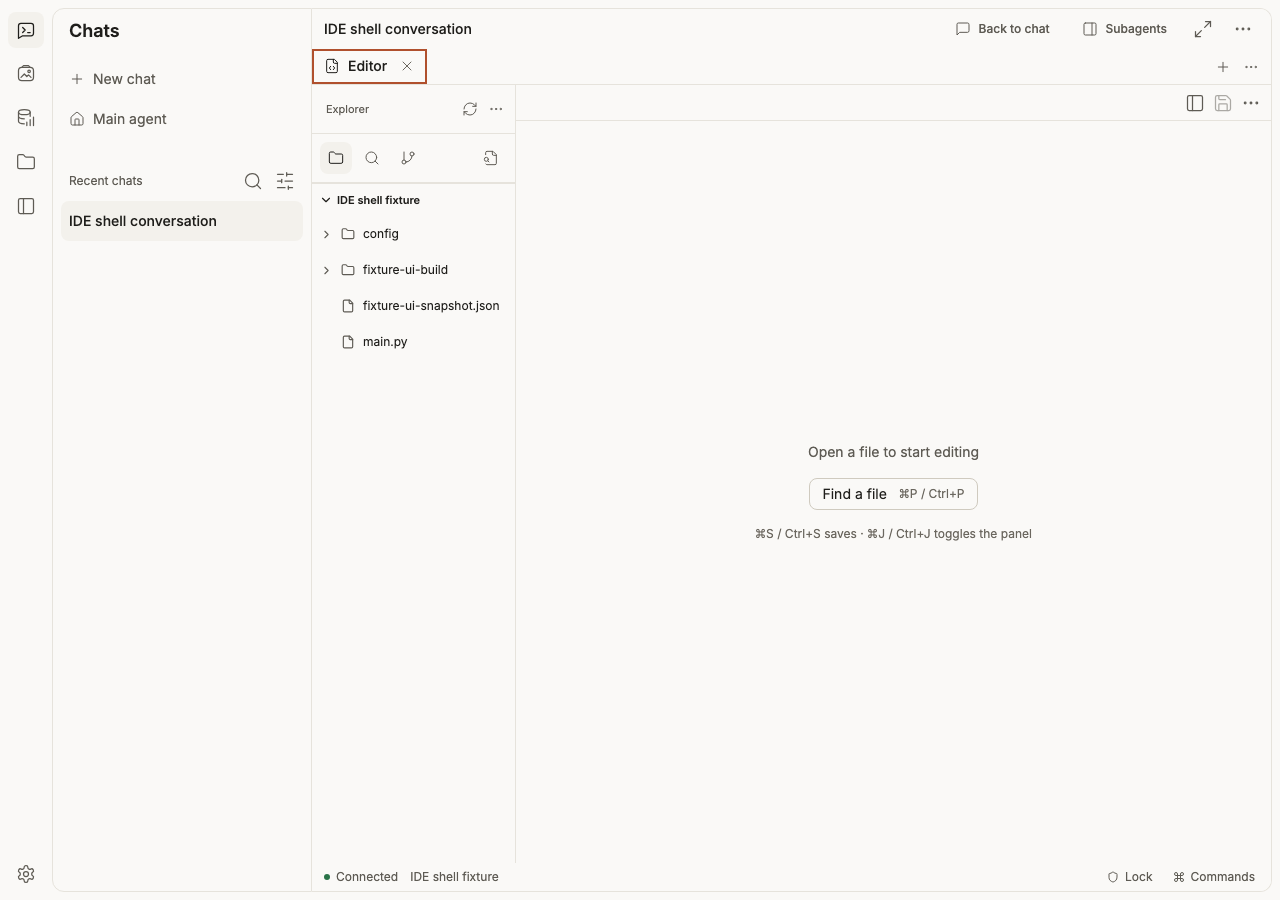 Chats
New chat
Main agent
Recent chats
IDE shell conversation
IDE shell conversation
Back to chat
Subagents
Editor
Explorer
IDE shell fixture
config
fixture-ui-build
fixture-ui-snapshot.json
main.py
Open a file to start editing
Find a file ⌘P / Ctrl+P
⌘S / Ctrl+S saves · ⌘J / Ctrl+J toggles the panel
Connected IDE shell fixture
Lock
⌘ Commands